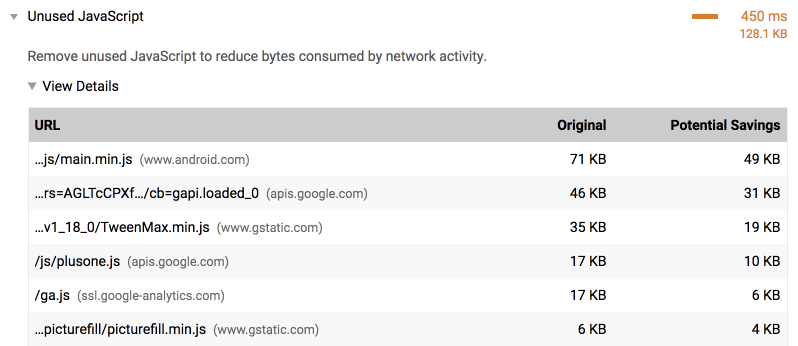 Unused JavaScript 450 ms
128.1 KB
Remove unused JavaScript to reduce bytes consumed by network activity.
View Details
URL Original Potential Savings
…js/main.min.js (www.android.com) 71 KB 49 KB
…rs=AGLTcCPXf…/cb=gapi.loaded_0 (apis.google.com) 46 KB 31 KB
…v1_18_0/TweenMax.min.js (www.gstatic.com) 35 KB 19 KB
/js/plusone.js (apis.google.com) 17 KB 10 KB
/ga.js (ssl.google-analytics.com) 17 KB 6 KB
…picturefill/picturefill.min.js (www.gstatic.com) 6 KB 4 KB